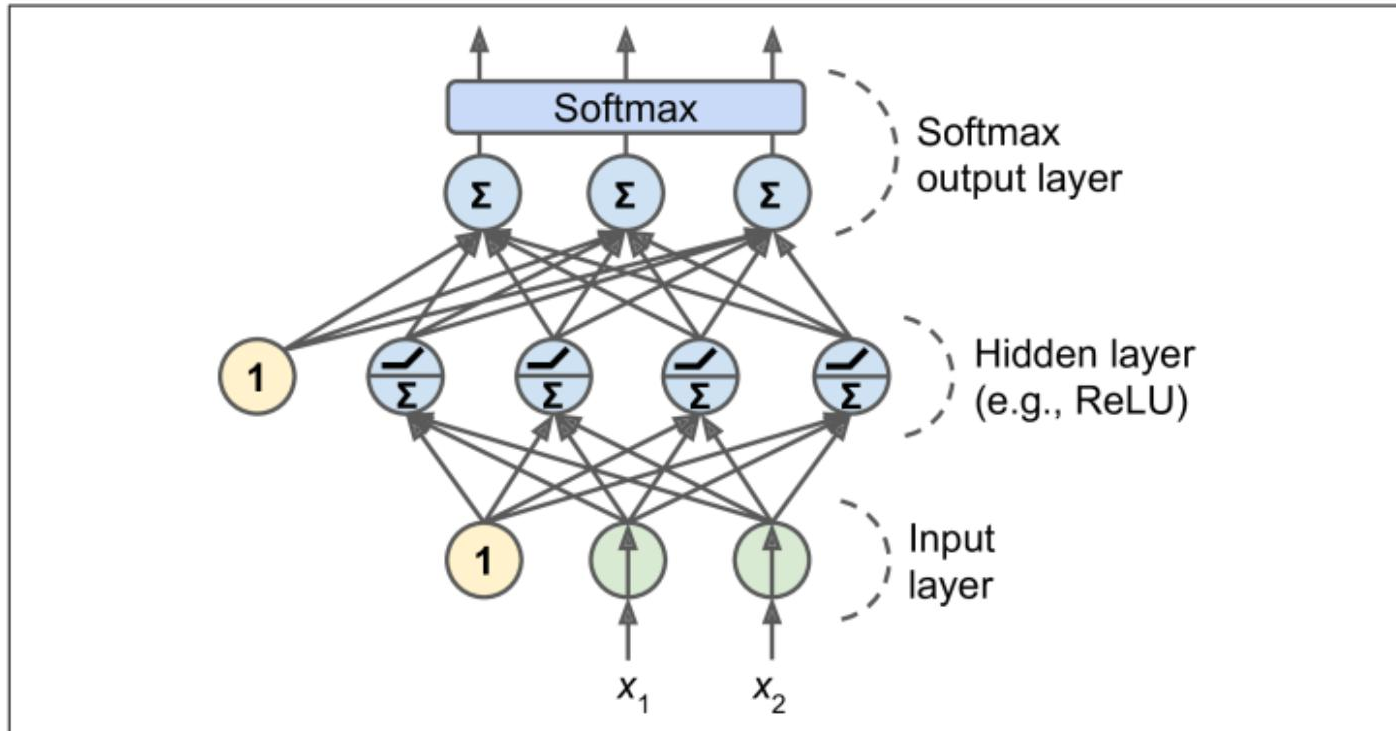 Softmax
Softmax
output layer
Σ Σ Σ
1
Σ Σ Σ Σ
Hidden layer
(e.g., ReLU)
1
Input
layer
x1 x2